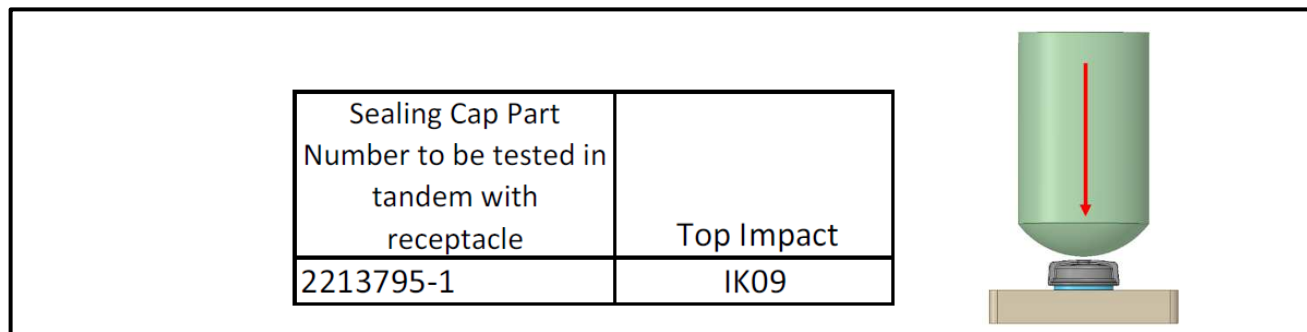 Sealing Cap Part
Number to be tested in
tandem with
receptacle
Top Impact
2213795-1
IK09